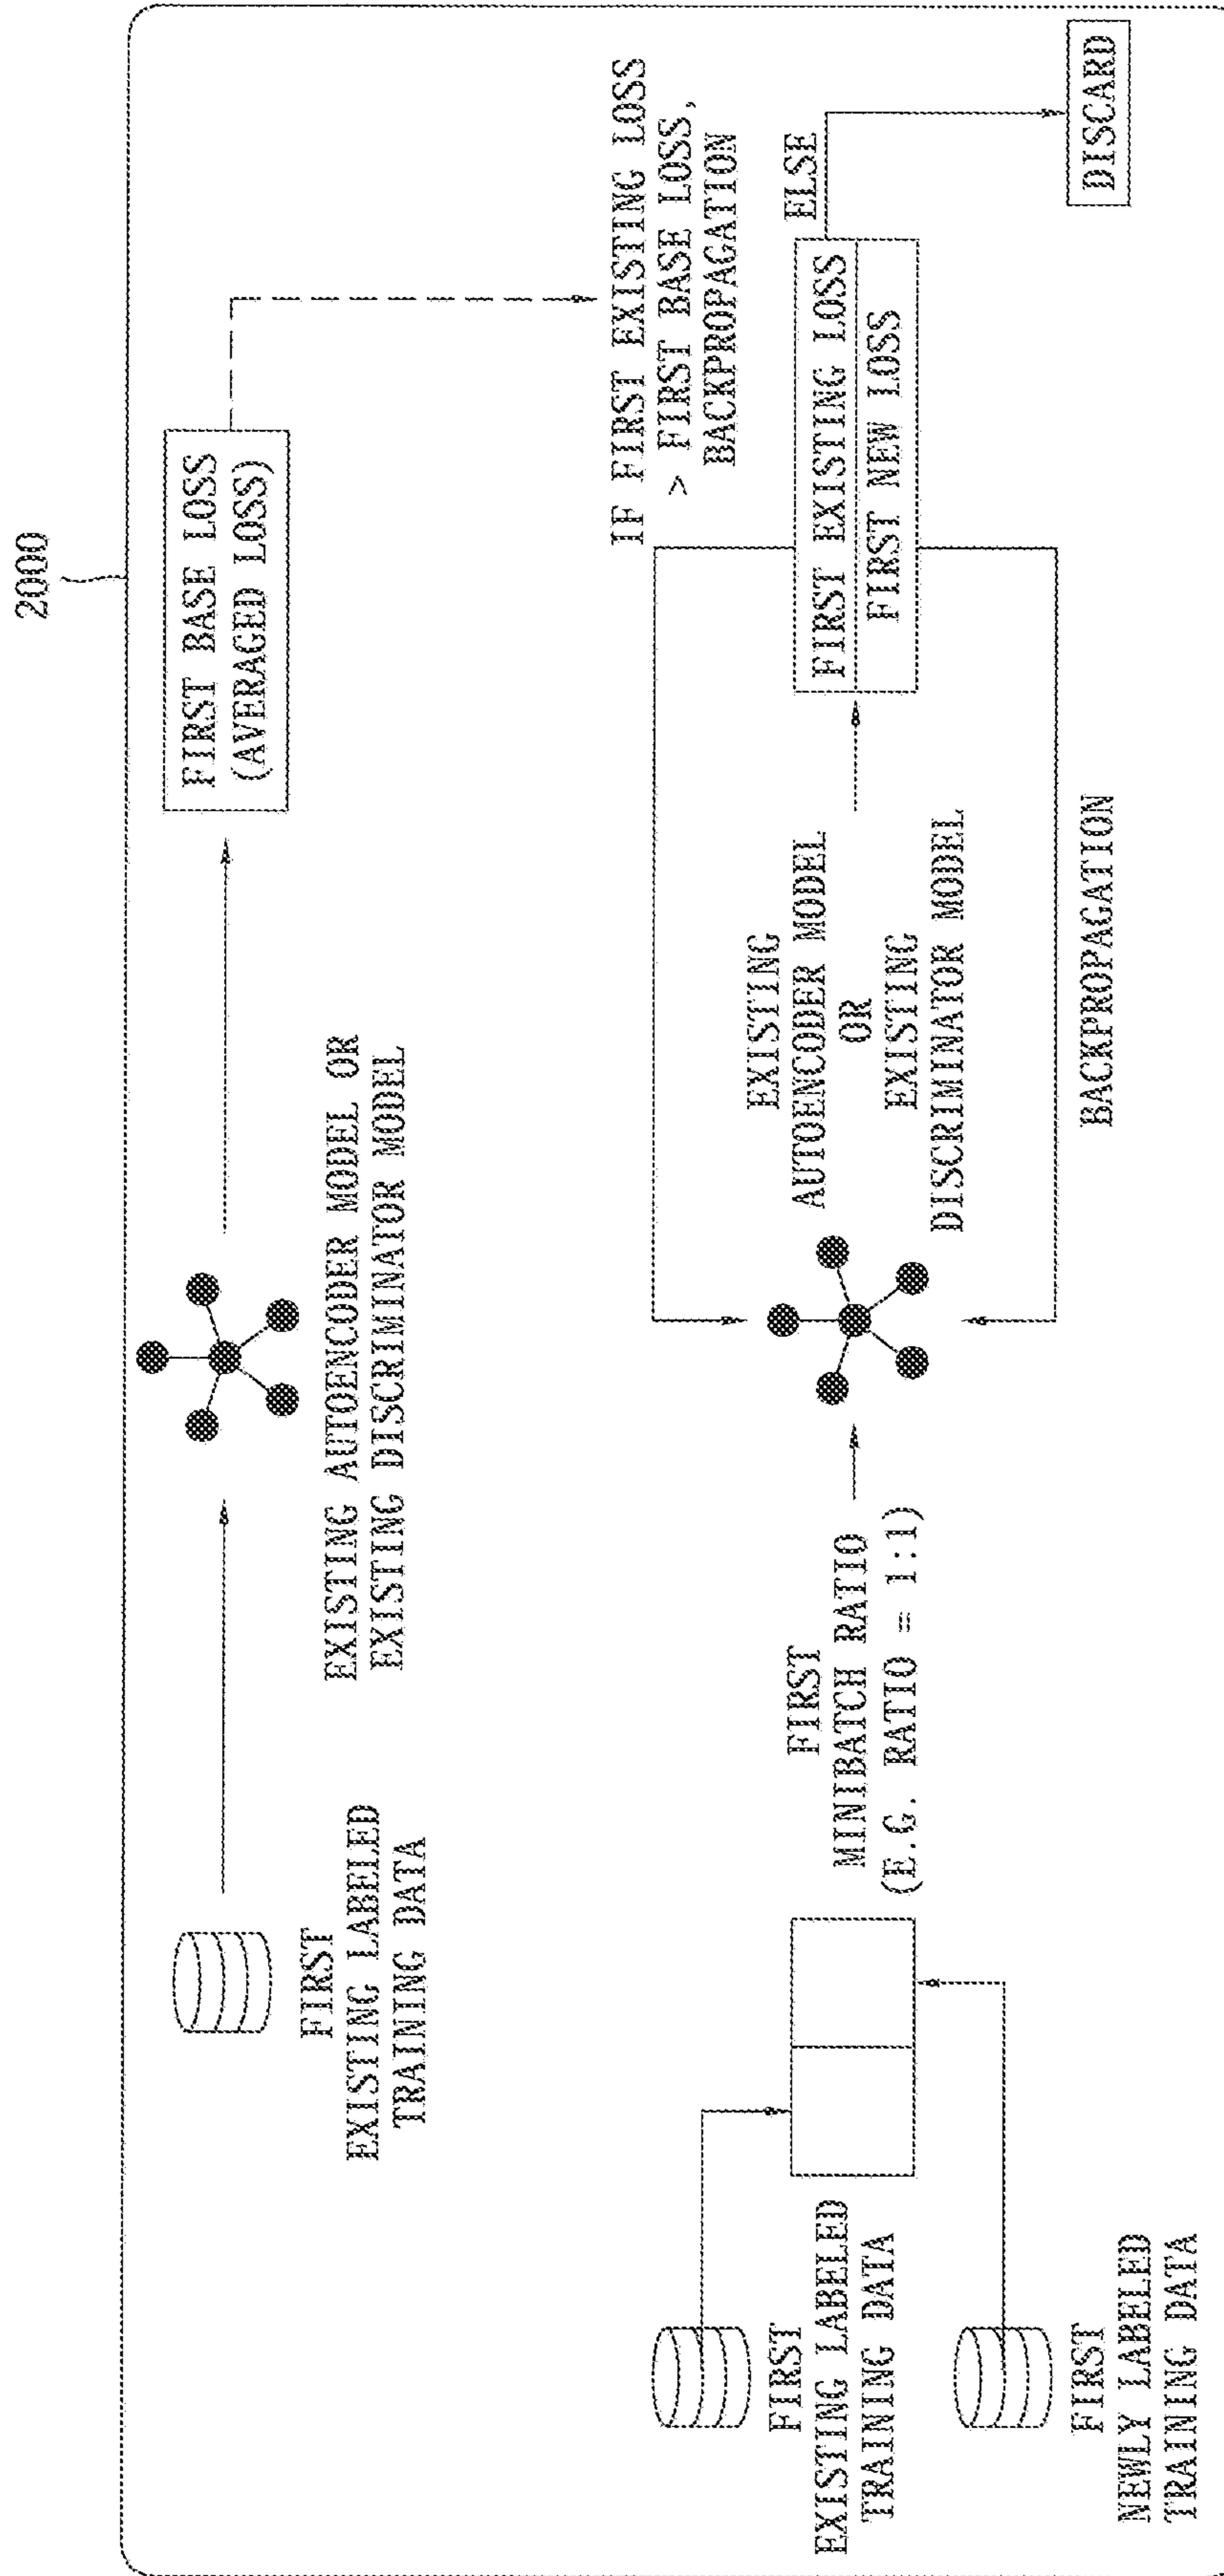 2000
FIRST
EXISTING LABELED
TRAINING DATA
EXISTING AUTOENCODER MODEL OR
EXISTING DISCRIMINATOR MODEL
FIRST BASE LOSS
(AVERAGED LOSS)
IF FIRST EXISTING LOSS
> FIRST BASE LOSS,
BACKPROPAGATION
FIRST
EXISTING LABELED
TRAINING DATA
FIRST
NEWLY LABELED
TRAINING DATA
FIRST
MINIBATCH RATIO
(E.G. RATIO = 1:1)
EXISTING
AUTOENCODER MODEL
OR
EXISTING
DISCRIMINATOR MODEL
FIRST EXISTING LOSS
FIRST NEW LOSS
ELSE
DISCARD
BACKPROPAGATION